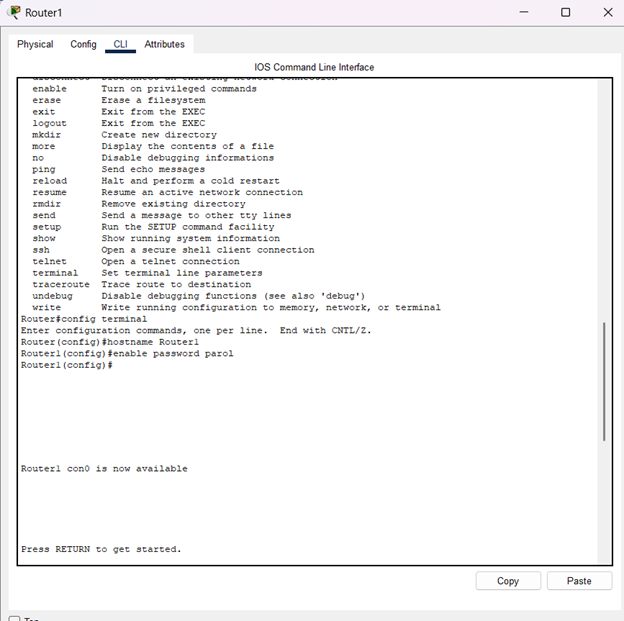 Router1
Physical Config CLI Attributes
IOS Command Line Interface
disconnect Disconnect an existing network connection
enable Turn on privileged commands
erase Erase a filesystem
exit Exit from the EXEC
logout Exit from the EXEC
mkdir Create new directory
more Display the contents of a file
no Disable debugging informations
ping Send echo messages
reload Halt and perform a cold restart
resume Resume an active network connection
rmdir Remove existing directory
send Send a message to other tty lines
setup Run the SETUP command facility
show Show running system information
ssh Open a secure shell client connection
telnet Open a telnet connection
terminal Set terminal line parameters
traceroute Trace route to destination
undebug Disable debugging functions (see also 'debug')
write Write running configuration to memory, network, or terminal
Router#config terminal
Enter configuration commands, one per line. End with CNTL/Z.
Router(config)#hostname Router1
Router1(config)#enable password parol
Router1(config)#
Router1 con0 is now available
Press RETURN to get started.
Copy Paste